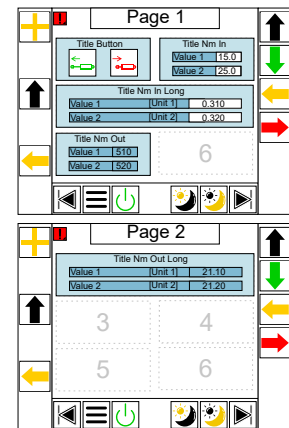 Page 1
Title Button
Title Nm In
Value 1 15.0
Value 2 25.0
Title Nm In Long
Value 1 [Unit 1] 0.310
Value 2 [Unit 2] 0.320
Title Nm Out
Value 1 510
Value 2 520
6
Page 2
Title Nm Out Long
Value 1 [Unit 1] 21.10
Value 2 [Unit 2] 21.20
3 4
5 6